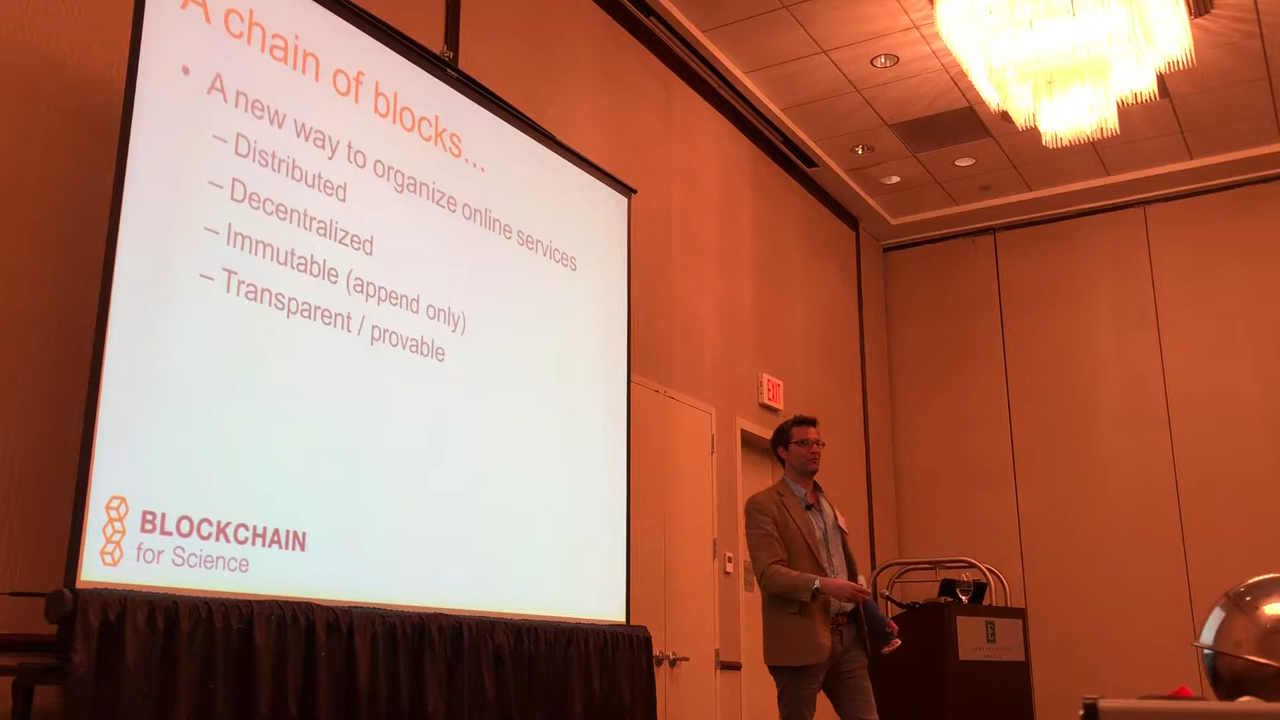 A chain of blocks...
• A new way to organize online services
– Distributed
– Decentralized
– Immutable (append only)
– Transparent / provable
BLOCKCHAIN
for Science
EXIT
E